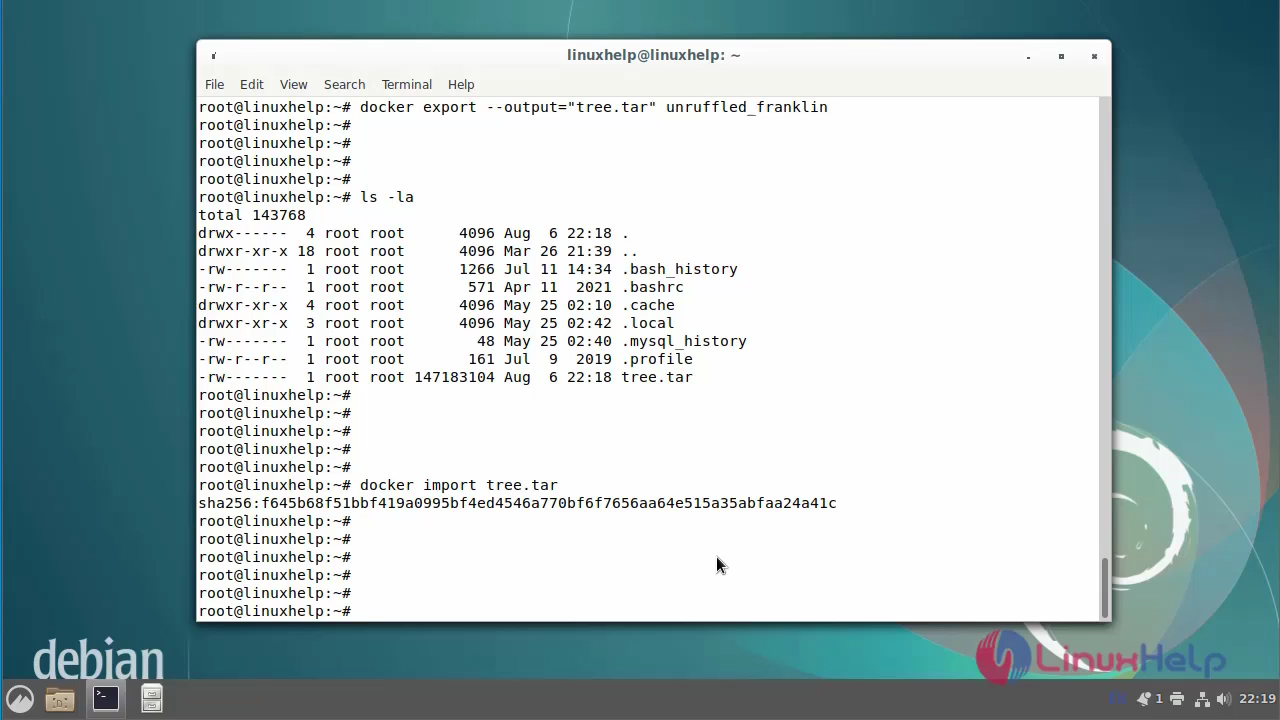 linuxhelp@linuxhelp: ~
File Edit View Search Terminal Help
root@linuxhelp:~# docker export --output="tree.tar" unruffled_franklin
root@linuxhelp:~#
root@linuxhelp:~#
root@linuxhelp:~#
root@linuxhelp:~#
root@linuxhelp:~# ls -la
total 143768
drwx------  4 root root      4096 Aug  6 22:18 .
drwxr-xr-x 18 root root      4096 Mar 26 21:39 ..
-rw-------  1 root root      1266 Jul 11 14:34 .bash_history
-rw-r--r--  1 root root       571 Apr 11  2021 .bashrc
drwxr-xr-x  4 root root      4096 May 25 02:10 .cache
drwxr-xr-x  3 root root      4096 May 25 02:42 .local
-rw-------  1 root root        48 May 25 02:40 .mysql_history
-rw-r--r--  1 root root       161 Jul  9  2019 .profile
-rw-------  1 root root 147183104 Aug  6 22:18 tree.tar
root@linuxhelp:~#
root@linuxhelp:~#
root@linuxhelp:~#
root@linuxhelp:~#
root@linuxhelp:~#
root@linuxhelp:~# docker import tree.tar
sha256:f645b68f51bbf419a0995bf4ed4546a770bf6f7656aa64e515a35abfaa24a41c
root@linuxhelp:~#
root@linuxhelp:~#
root@linuxhelp:~#
root@linuxhelp:~#
root@linuxhelp:~#
root@linuxhelp:~#
debian
LinuxHelp
EN 1 22:19